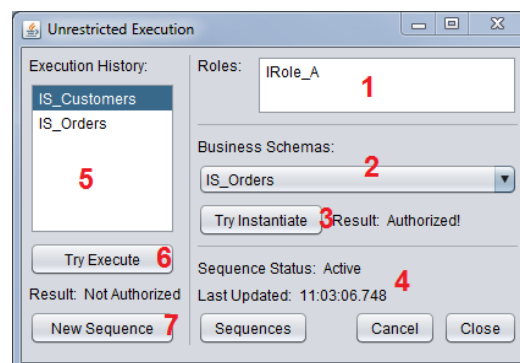 Unrestricted Execution
Execution History:
IS_Customers
IS_Orders
5
Try Execute 6
Result: Not Authorized
New Sequence 7
Roles:
IRole_A
1
Business Schemas:
2
IS_Orders
Try Instantiate 3 Result: Authorized!
Sequence Status: Active
4
Last Updated: 11:03:06.748
Sequences Cancel Close